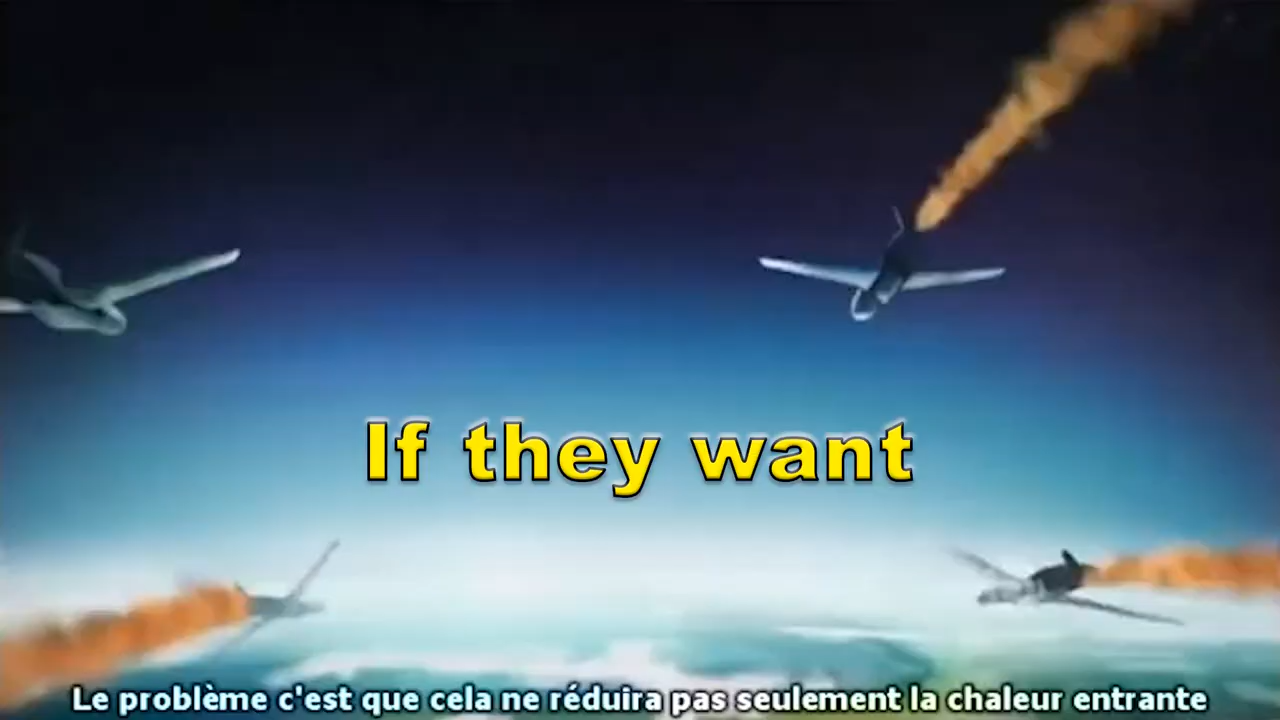 If they want
Le problème c'est que cela ne réduira pas seulement la chaleur entrante